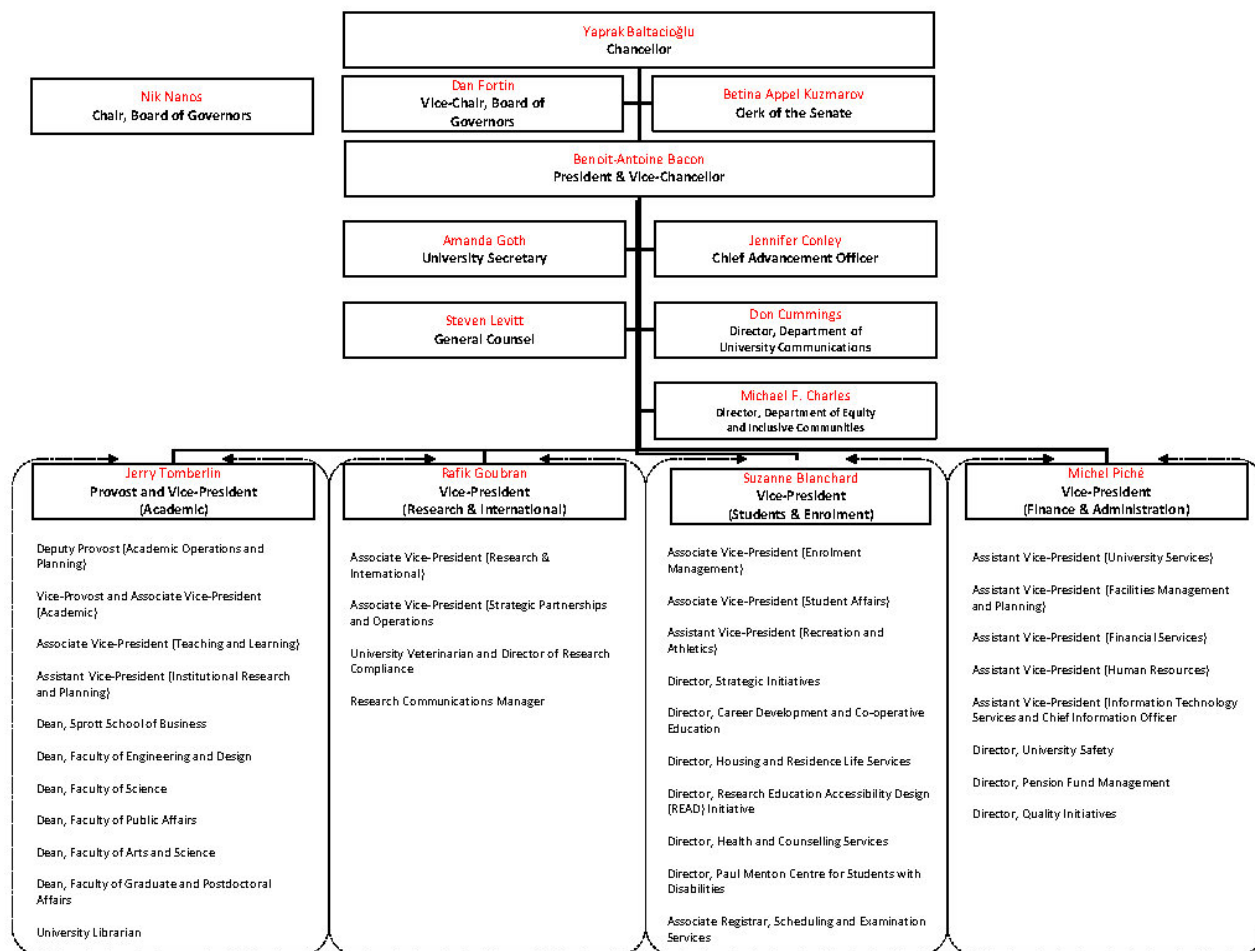 Yaprak Baltacioğlu
Chancellor
Nik Nanos
Chair, Board of Governors
Dan Fortin
Vice-Chair, Board of
Governors
Betina Appel Kuzmarov
Clerk of the Senate
Benoit-Antoine Bacon
President & Vice-Chancellor
Amanda Goth
University Secretary
Jennifer Conley
Chief Advancement Officer
Steven Levitt
General Counsel
Don Cummings
Director, Department of
University Communications
Michael F. Charles
Director, Department of Equity
and Inclusive Communities
Jerry Tomberlin
Provost and Vice-President
(Academic)
Deputy Provost (Academic Operations and
Planning)
Vice-Provost and Associate Vice-President
(Academic)
Associate Vice-President (Teaching and Learning)
Assistant Vice-President (Institutional Research
and Planning)
Dean, Sprott School of Business
Dean, Faculty of Engineering and Design
Dean, Faculty of Science
Dean, Faculty of Public Affairs
Dean, Faculty of Arts and Science
Dean, Faculty of Graduate and Postdoctoral
Affairs
University Librarian
Rafik Goubran
Vice-President
(Research & International)
Associate Vice-President (Research &
International)
Associate Vice-President (Strategic Partnerships
and Operations
University Veterinarian and Director of Research
Compliance
Research Communications Manager
Suzanne Blanchard
Vice-President
(Students & Enrolment)
Associate Vice-President (Enrolment
Management)
Associate Vice-President (Student Affairs)
Assistant Vice-President (Recreation and
Athletics)
Director, Strategic Initiatives
Director, Career Development and Co-operative
Education
Director, Housing and Residence Life Services
Director, Research Education Accessibility Design
(READ) Initiative
Director, Health and Counselling Services
Director, Paul Menton Centre for Students with
Disabilities
Associate Registrar, Scheduling and Examination
Services
Michel Piché
Vice-President
(Finance & Administration)
Assistant Vice-President (University Services)
Assistant Vice-President (Facilities Management
and Planning)
Assistant Vice-President (Financial Services)
Assistant Vice-President (Human Resources)
Assistant Vice-President (Information Technology
Services and Chief Information Officer
Director, University Safety
Director, Pension Fund Management
Director, Quality Initiatives